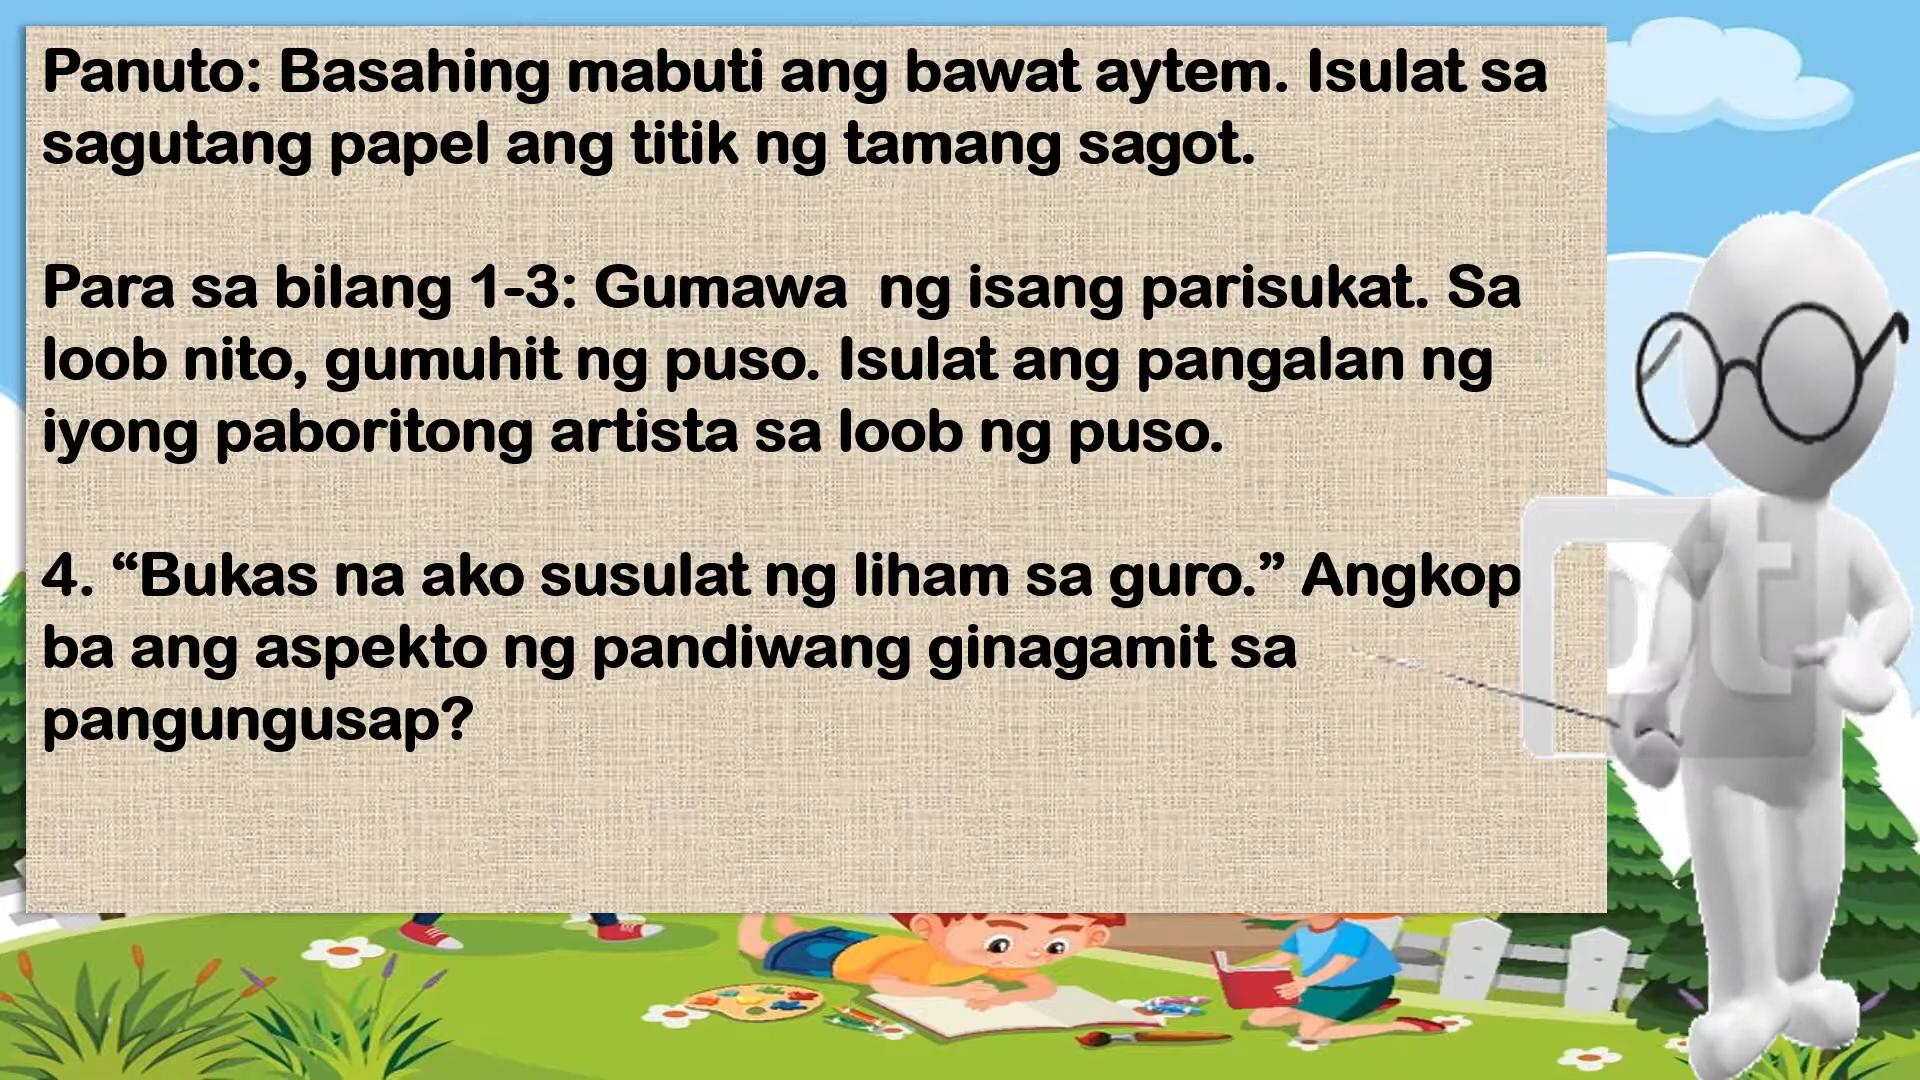 Panuto: Basahing mabuti ang bawat aytem. Isulat sa
sagutang papel ang titik ng tamang sagot.
Para sa bilang 1-3: Gumawa  ng isang parisukat. Sa
loob nito, gumuhit ng puso. Isulat ang pangalan ng
iyong paboritong artista sa loob ng puso.
4. “Bukas na ako susulat ng liham sa guro.” Angkop
ba ang aspekto ng pandiwang ginagamit sa
pangungusap?